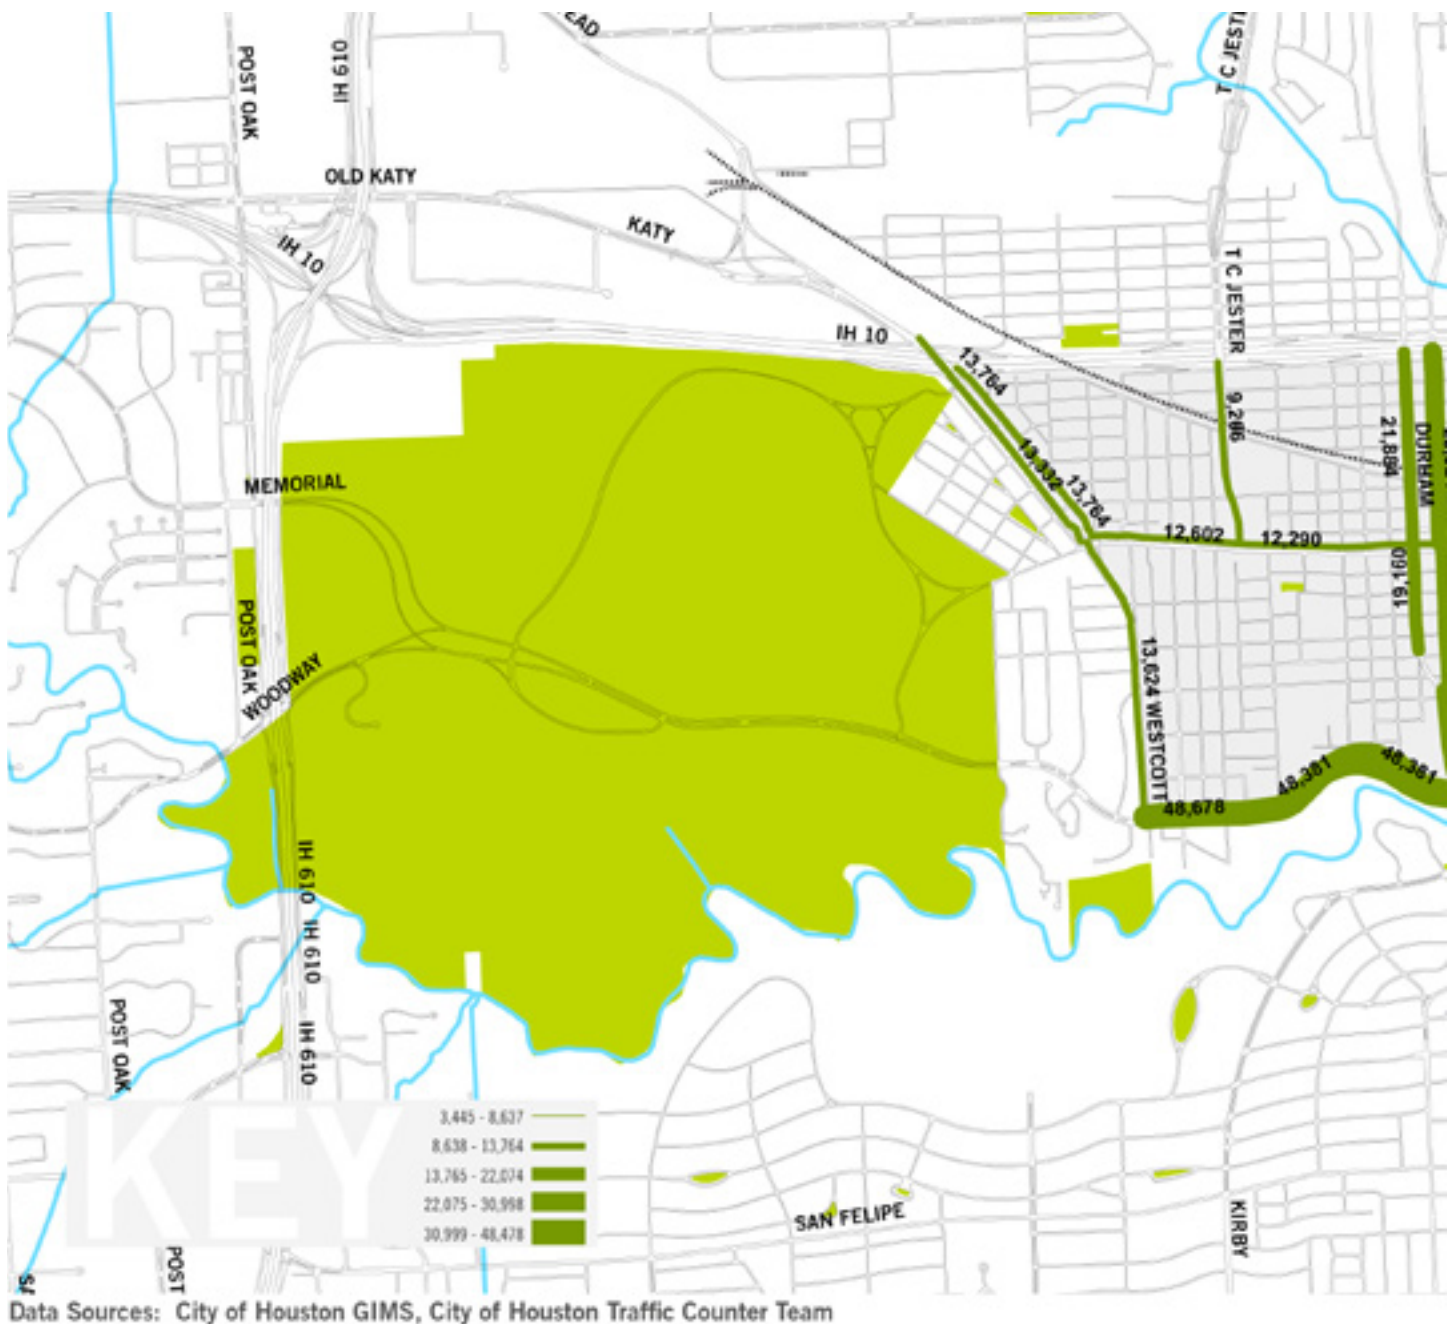 POST OAK
IH 610
EAD
T C JEST
OLD KATY
KATY
IH 10
IH 10
T C JESTER
13,764
9,286
21,884
DURHAM
13,332
13,764
MEMORIAL
12,602
12,290
19,160
POST OAK
WOODWAY
13,624 WESTCOTT
48,381
48,381
48,678
IH 610
IH 610
IH 610
POST OAK
KEY
3,445 - 8,637
8,638 - 13,764
13,765 - 22,074
22,075 - 30,998
30,999 - 48,478
SAN FELIPE
KIRBY
POST
Data Sources: City of Houston GIMS, City of Houston Traffic Counter Team